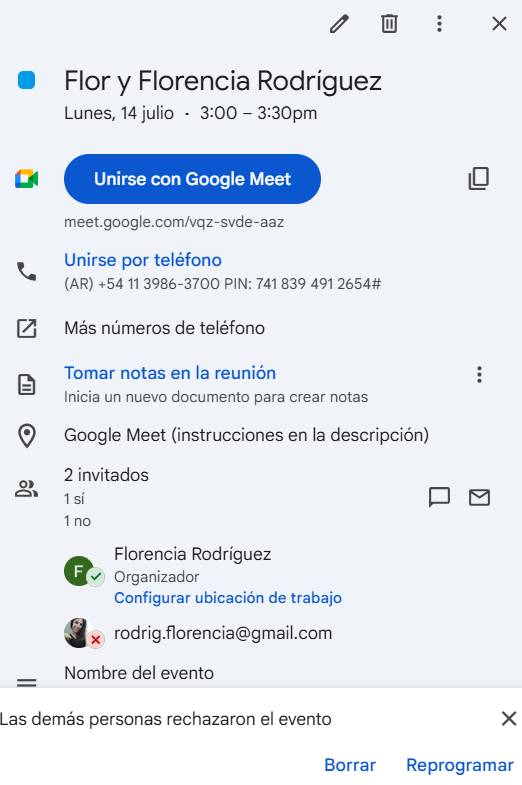 Flor y Florencia Rodríguez
Lunes, 14 julio · 3:00 – 3:30pm
Unirse con Google Meet
meet.google.com/vqz-svde-aaz
Unirse por teléfono
(AR) +54 11 3986-3700 PIN: 741 839 491 2654#
Más números de teléfono
Tomar notas en la reunión
Inicia un nuevo documento para crear notas
Google Meet (instrucciones en la descripción)
2 invitados
1 sí
1 no
F
Florencia Rodríguez
Organizador
Configurar ubicación de trabajo
rodrig.florencia@gmail.com
Nombre del evento
Las demás personas rechazaron el evento
Borrar Reprogramar